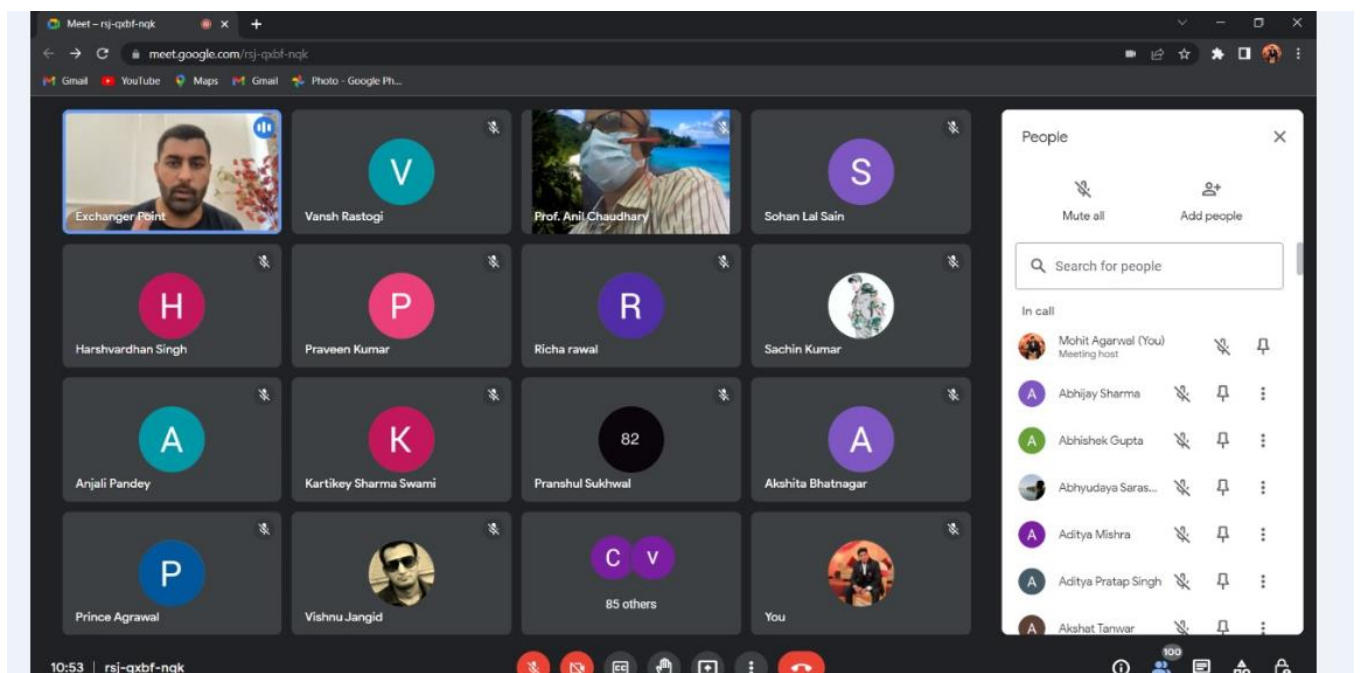 Meet – rsj-qxbf-nqk
meet.google.com/rsj-qxbf-nqk
Gmail YouTube Maps Gmail Photo - Google Ph...
Exchanger Point
V
Vansh Rastogi
Prof. Anil Chaudhary
S
Sohan Lal Sain
H
Harshvardhan Singh
P
Praveen Kumar
R
Richa rawal
Sachin Kumar
A
Anjali Pandey
K
Kartikey Sharma Swami
82
Pranshul Sukhwal
A
Akshita Bhatnagar
P
Prince Agrawal
Vishnu Jangid
C V
85 others
You
People
Mute all
Add people
Search for people
In call
Mohit Agarwal (You)
Meeting host
A Abhijay Sharma
A Abhishek Gupta
Abhyudaya Saras...
A Aditya Mishra
A Aditya Pratap Singh
A Akshat Tanwar
10:53 | rsj-qxbf-nqk
CC
100